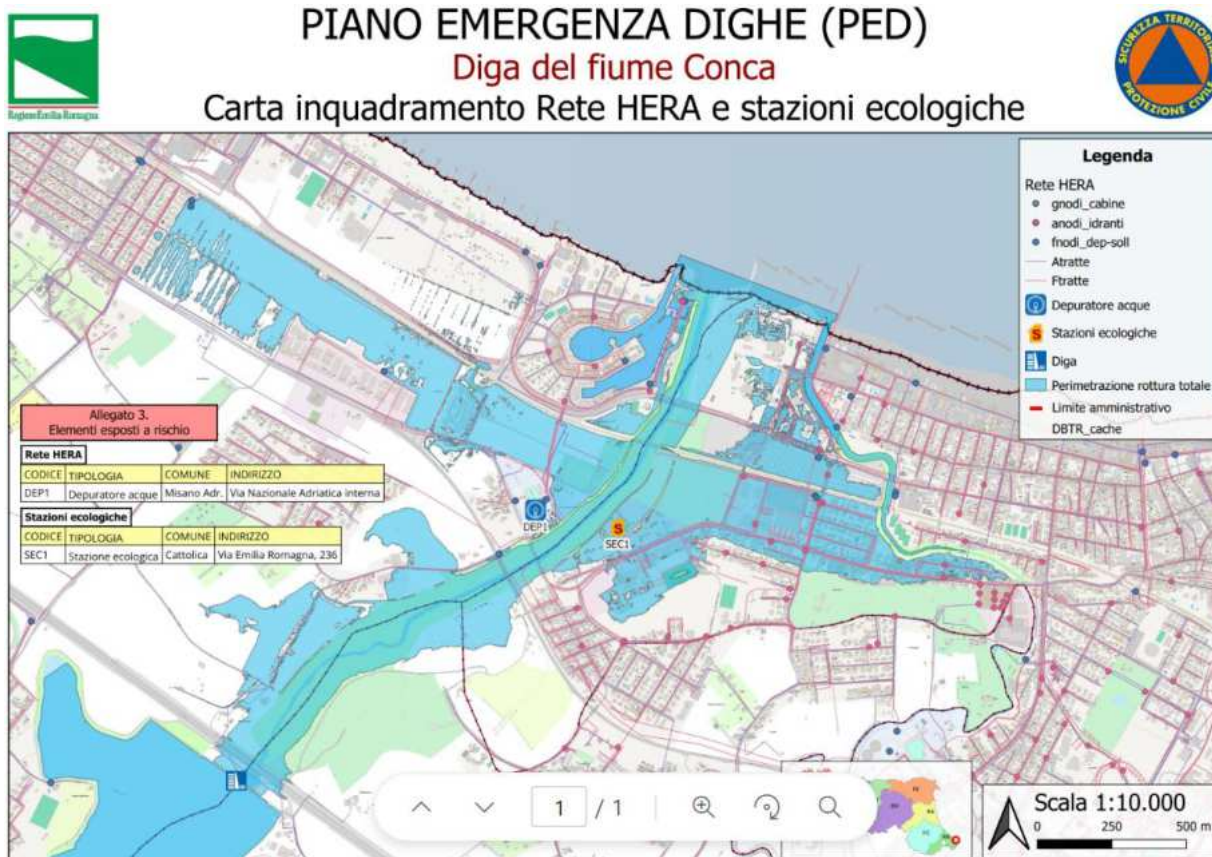 PIANO EMERGENZA DIGHE (PED)
Diga del fiume Conca
Carta inquadramento Rete HERA e stazioni ecologiche
RegioneEmilia-Romagna
SICUREZZA TERRITORIALE
PROTEZIONE CIVILE
Legenda
Rete HERA
gnodi_cabine
anodi_idranti
fnodi_dep-soll
Atratte
Ftratte
Depuratore acque
S Stazioni ecologiche
Diga
Perimetrazione rottura totale
Limite amministrativo
DBTR_cache
Allegato 3.
Elementi esposti a rischio
Rete HERA
CODICE TIPOLOGIA COMUNE INDIRIZZO
DEP1 Depuratore acque Misano Adr. Via Nazionale Adriatica interna
Stazioni ecologiche
CODICE TIPOLOGIA COMUNE INDIRIZZO
SEC1 Stazione ecologica Cattolica Via Emilia Romagna, 236
DEP1
S
SEC1
1 / 1
Scala 1:10.000
0 250 500 m